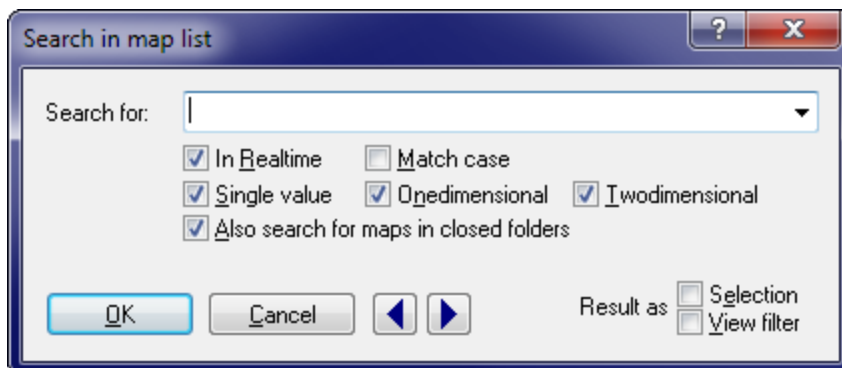 Search in map list
?
X
Search for:
In Realtime Match case
Single value Onedimensional Twodimensional
Also search for maps in closed folders
OK Cancel Result as Selection
View filter